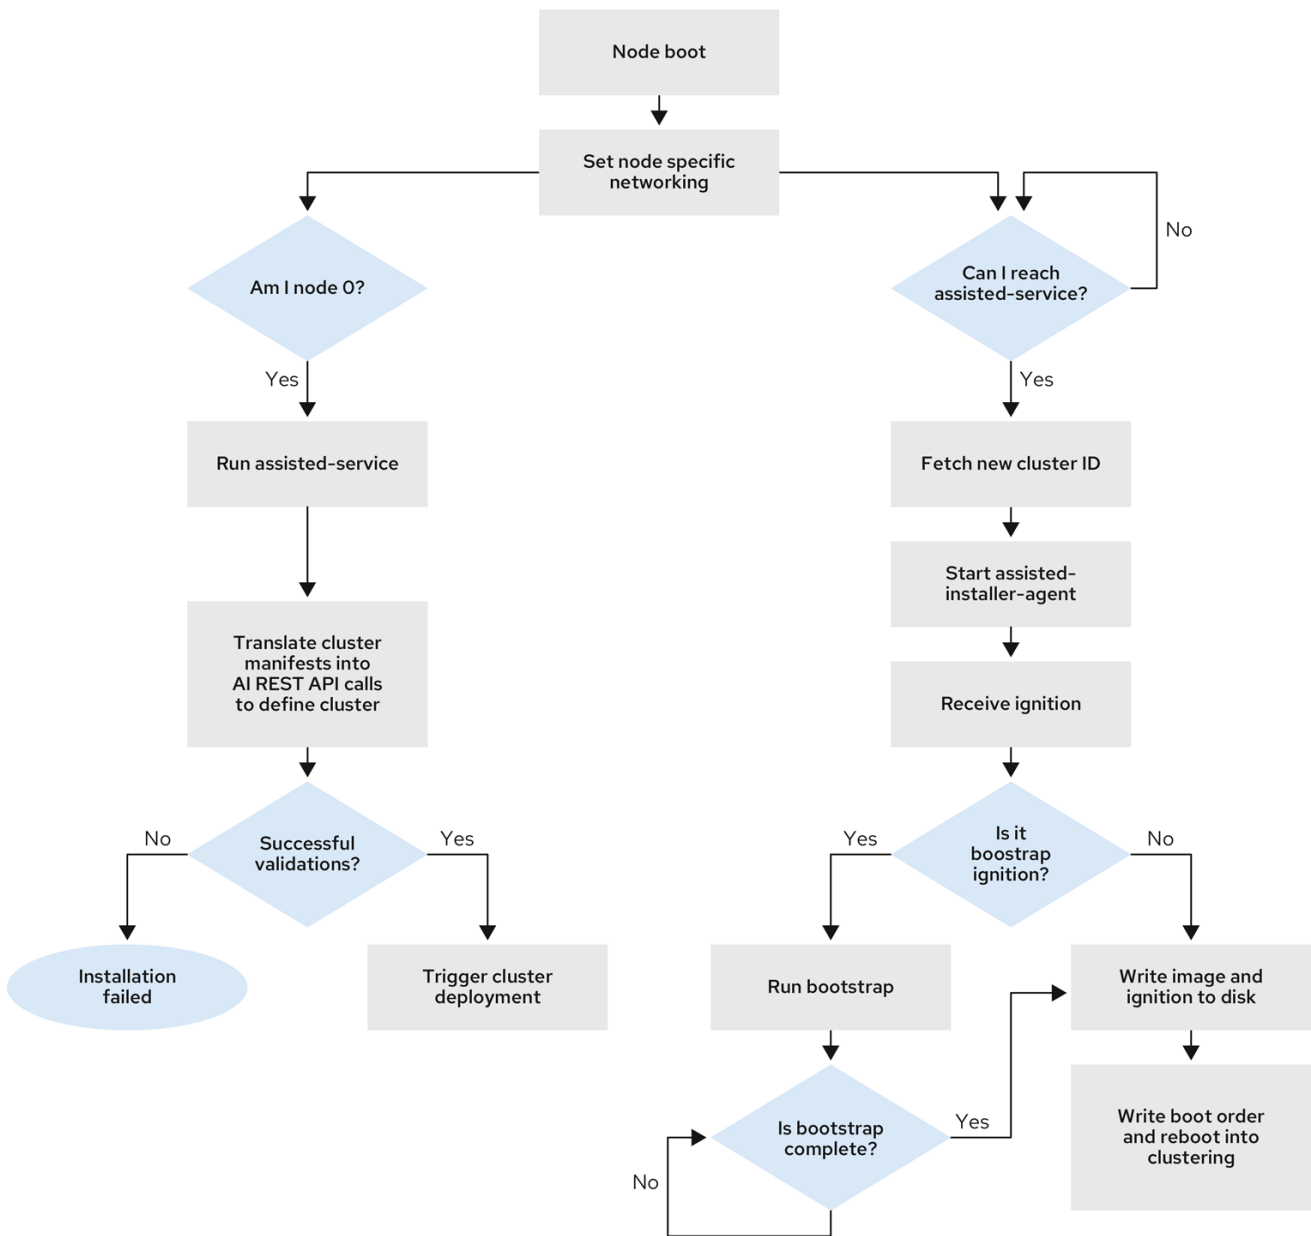 Node boot
Set node specific
networking
No
Am I node 0?
Can I reach
assisted-service?
Yes
Yes
Run assisted-service
Fetch new cluster ID
Start assisted-
installer-agent
Translate cluster
manifests into
AI REST API calls
to define cluster
Receive ignition
No
Successful
validations?
Yes
Yes
Is it
boostrap
ignition?
No
Installation
failed
Trigger cluster
deployment
Run bootstrap
Write image and
ignition to disk
Is bootstrap
complete?
Yes
No
Write boot order
and reboot into
clustering